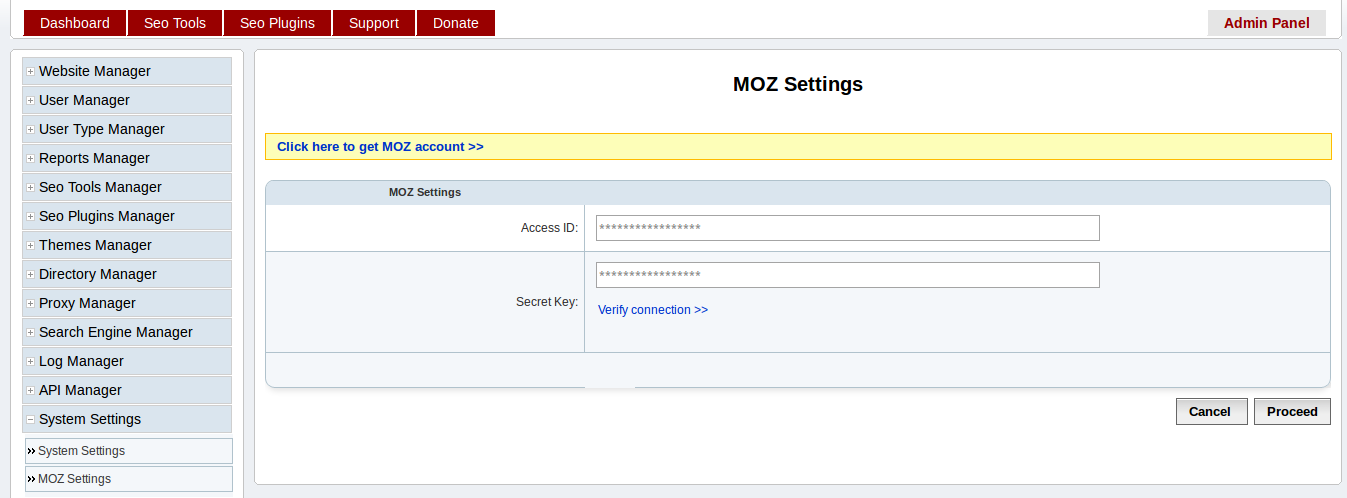 Dashboard Seo Tools Seo Plugins Support Donate Admin Panel
Website Manager
User Manager
User Type Manager
Reports Manager
Seo Tools Manager
Seo Plugins Manager
Themes Manager
Directory Manager
Proxy Manager
Search Engine Manager
Log Manager
API Manager
System Settings
System Settings
MOZ Settings
MOZ Settings
Click here to get MOZ account >>
MOZ Settings
Access ID: *****************
Secret Key: *****************
Verify connection >>
Cancel Proceed